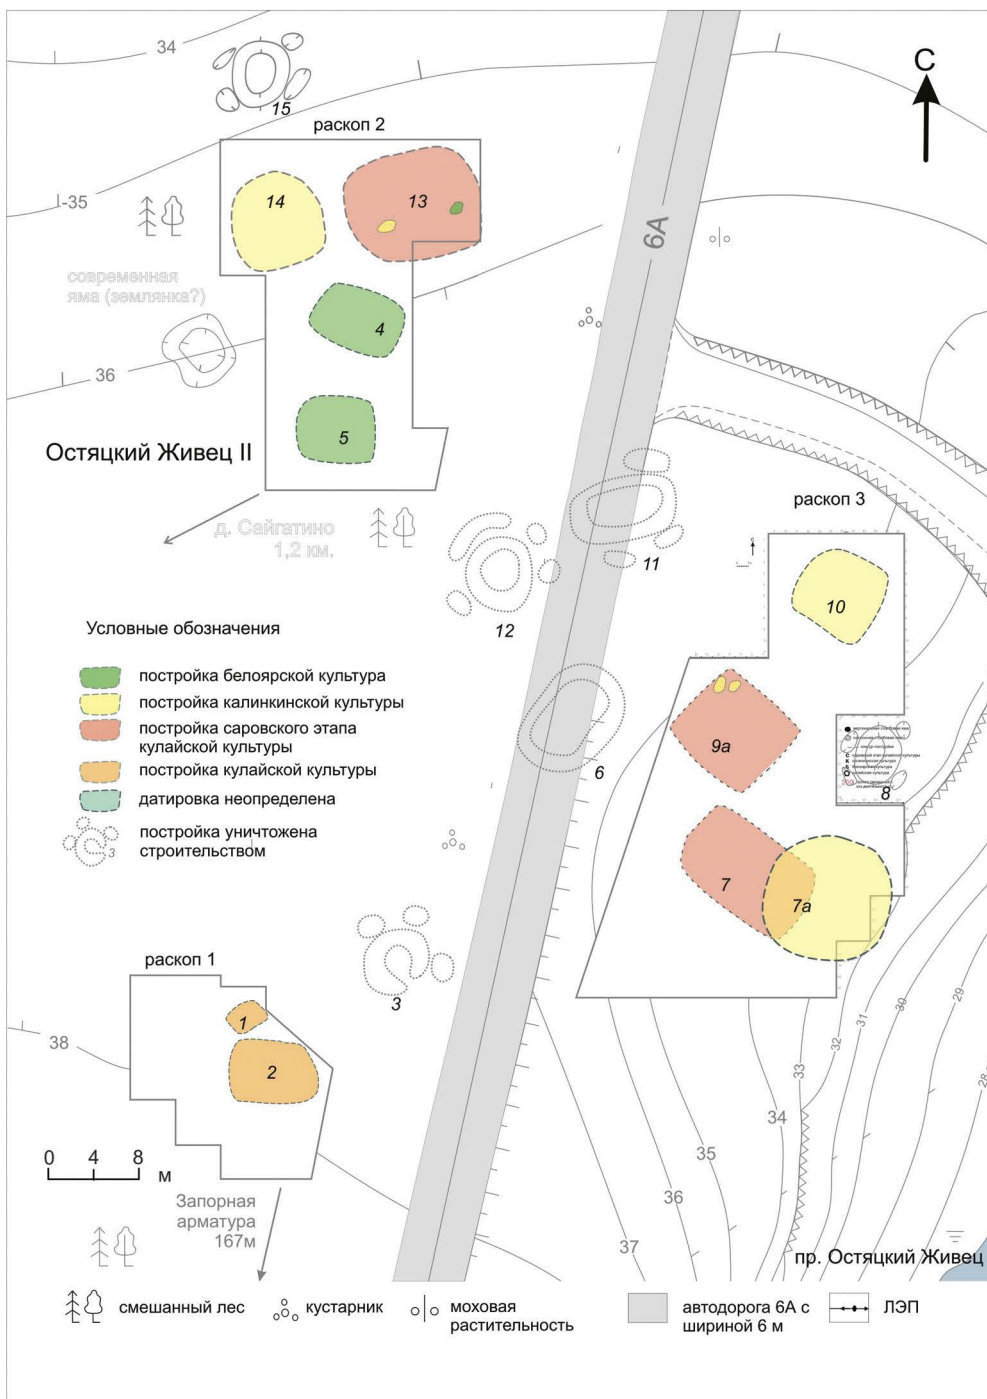 34
С
15
раскоп 2
14
13
-35
6А
современная
яма (землянка?)
4
36
5
Остяцкий Живец II
раскоп 3
д. Сайгатино
1,2 км.
11
10
12
Условные обозначения
постройка белоярской культура
постройка калинкинской культуры
постройка саровского этапа
кулайской культуры
постройка кулайской культуры
датировка неопределена
3
постройка уничтожена
строительством
9а
6
8
7
7а
раскоп 1
3
1
2
38
29
30
31
32
33
28
34
35
36
37
0 4 8
м
Запорная
арматура
167м
пр. Остяцкий Живец
смешанный лес
кустарник
моховая
растительность
автодорога 6А с
шириной 6 м
ЛЭП